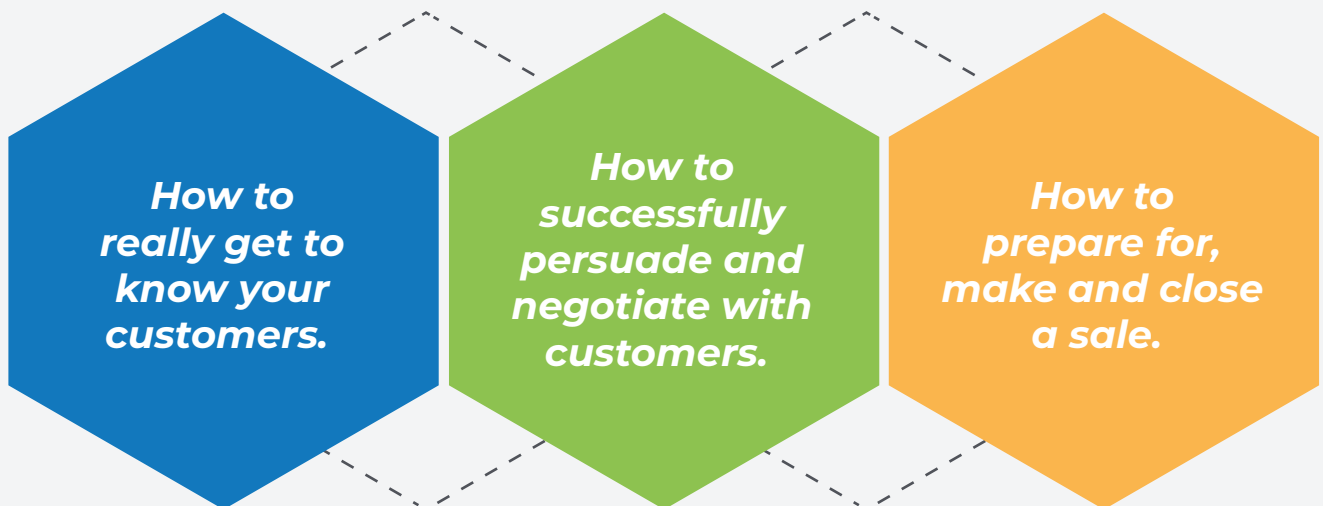 How to
really get to
know your
customers.
How to
successfully
persuade and
negotiate with
customers.
How to
prepare for,
make and close
a sale.